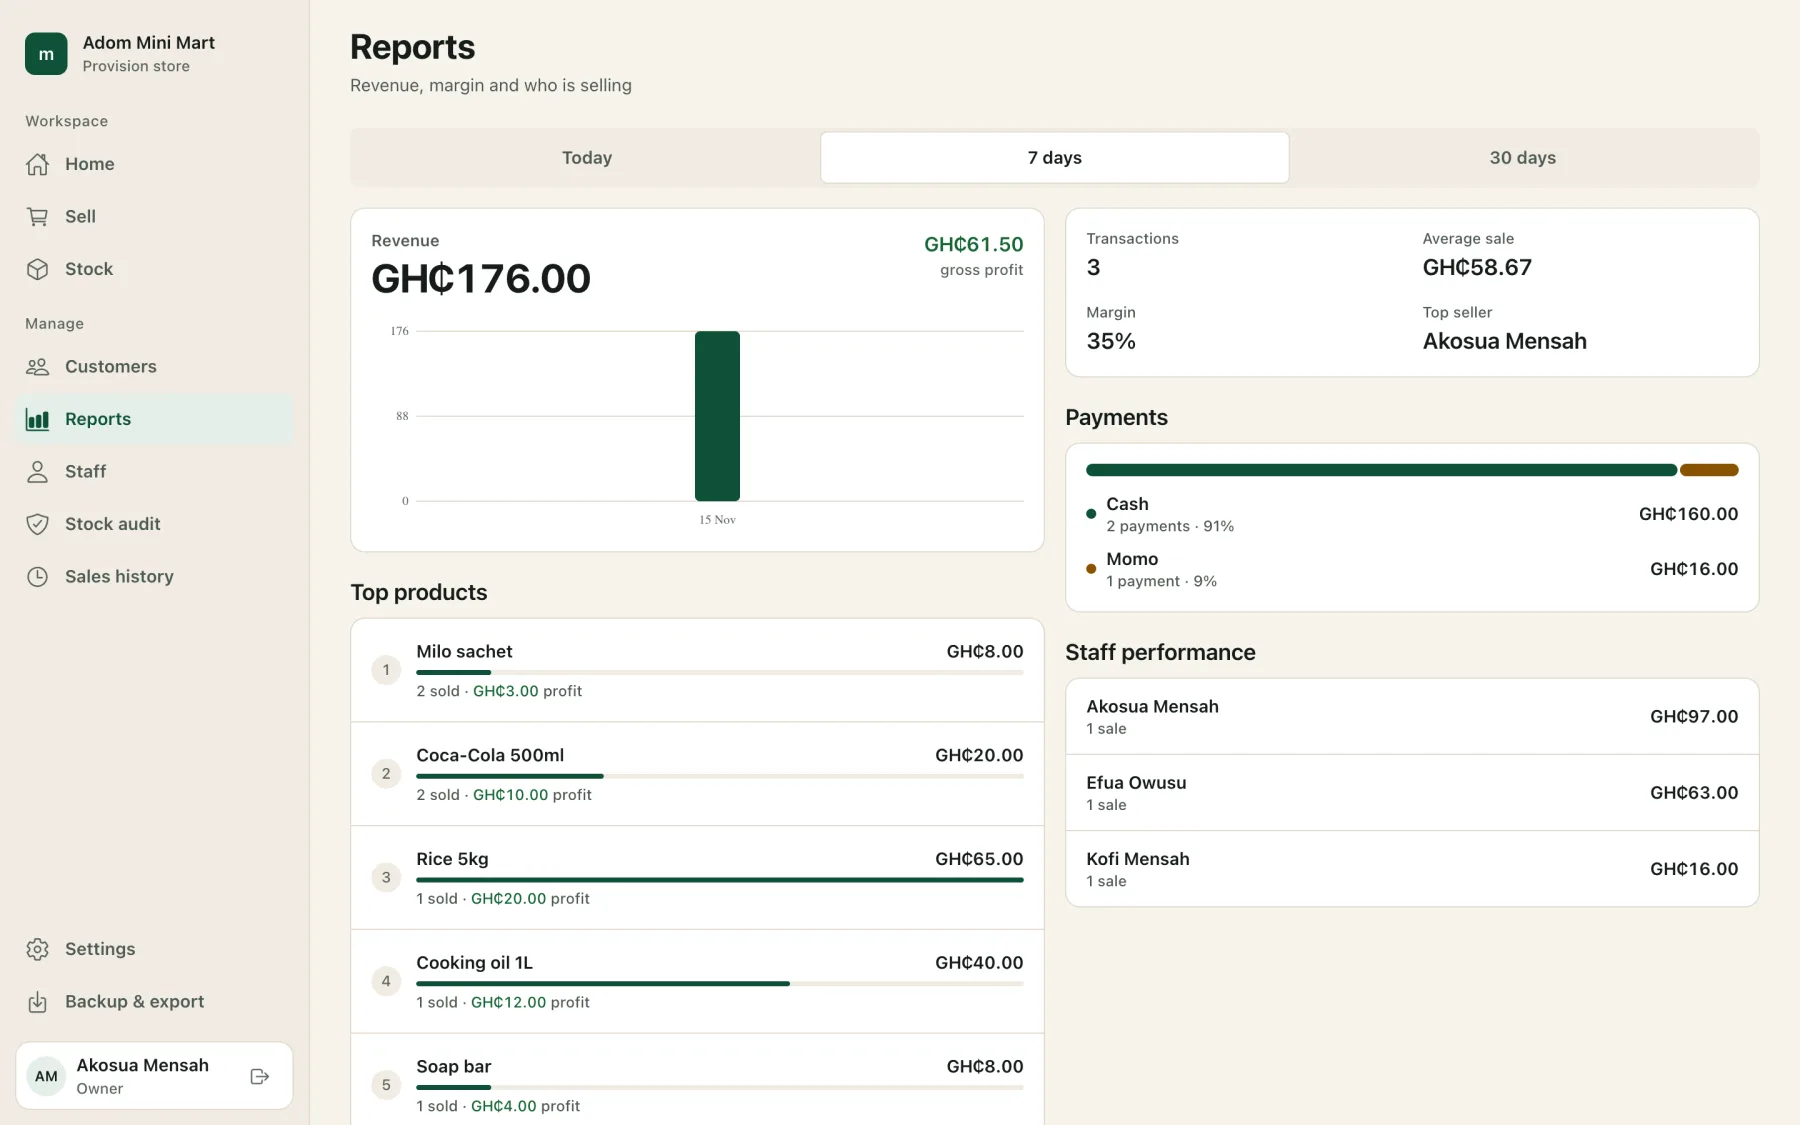 m
Adom Mini Mart
Provision store
Workspace
Home
Sell
Stock
Manage
Customers
Reports
Staff
Stock audit
Sales history
Settings
Backup & export
AM
Akosua Mensah
Owner
Reports
Revenue, margin and who is selling
Today
7 days
30 days
Revenue
GH₵176.00
GH₵61.50
gross profit
176
88
0
15 Nov
Top products
1
Milo sachet
GH₵8.00
2 sold · GH₵3.00 profit
2
Coca-Cola 500ml
GH₵20.00
2 sold · GH₵10.00 profit
3
Rice 5kg
GH₵65.00
1 sold · GH₵20.00 profit
4
Cooking oil 1L
GH₵40.00
1 sold · GH₵12.00 profit
5
Soap bar
GH₵8.00
1 sold · GH₵4.00 profit
Transactions
3
Average sale
GH₵58.67
Margin
35%
Top seller
Akosua Mensah
Payments
Cash
2 payments · 91%
GH₵160.00
Momo
1 payment · 9%
GH₵16.00
Staff performance
Akosua Mensah
1 sale
GH₵97.00
Efua Owusu
1 sale
GH₵63.00
Kofi Mensah
1 sale
GH₵16.00